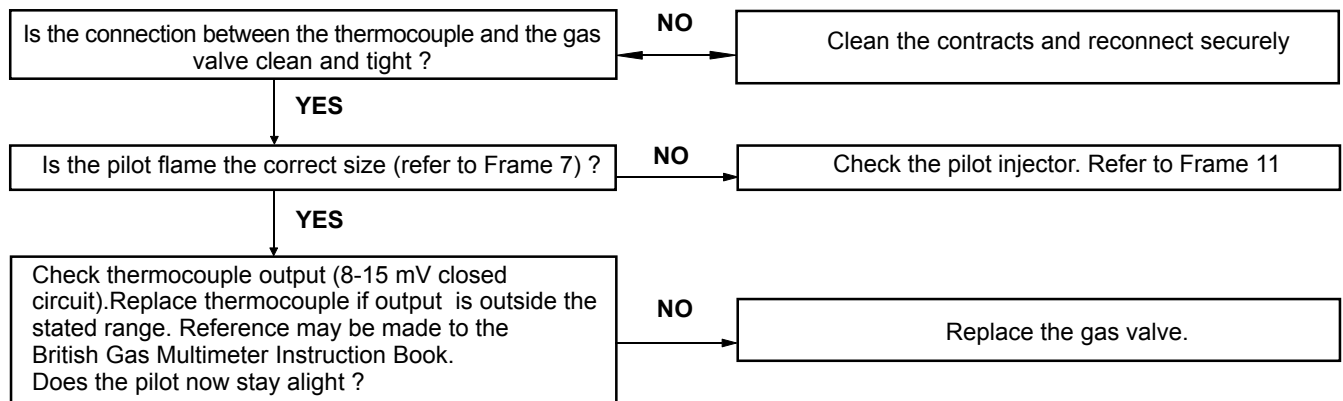 Is the connection between the thermocouple and the gas
valve clean and tight ?
NO
Clean the contracts and reconnect securely
YES
Is the pilot flame the correct size (refer to Frame 7) ?
NO
Check the pilot injector. Refer to Frame 11
YES
Check thermocouple output (8-15 mV closed
circuit).Replace thermocouple if output is outside the
stated range. Reference may be made to the
British Gas Multimeter Instruction Book.
Does the pilot now stay alight ?
NO
Replace the gas valve.